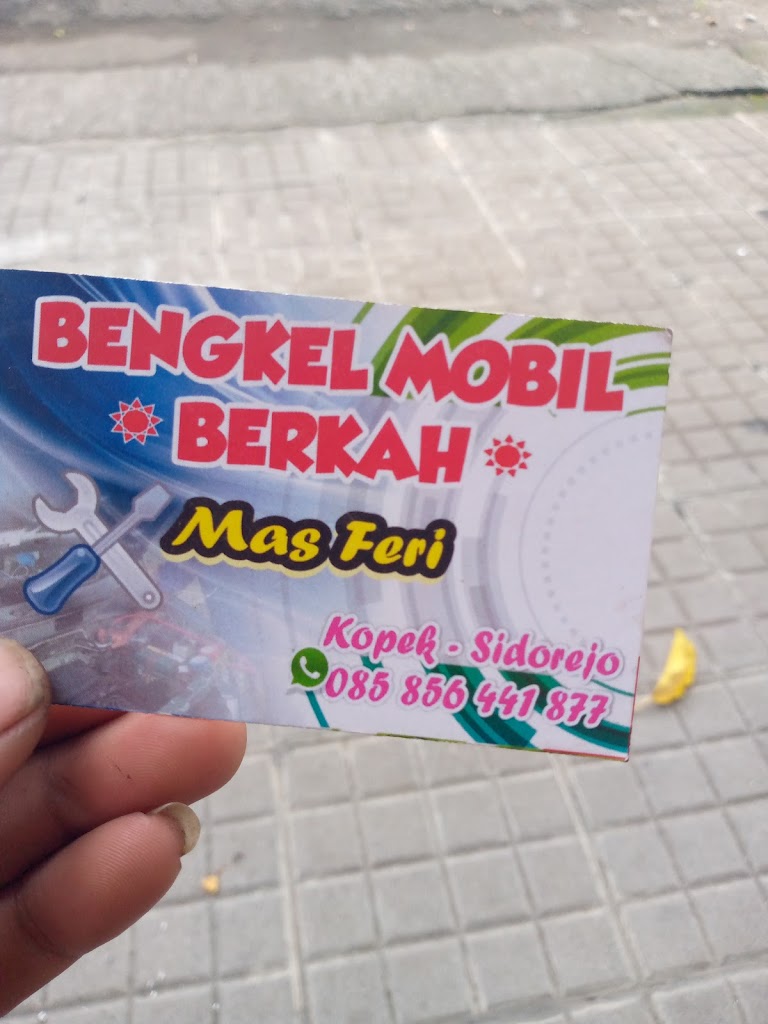 BENGKEL MOBIL
BERKAH
Mas Feri
Kopek - Sidorejo
085 856 441 877